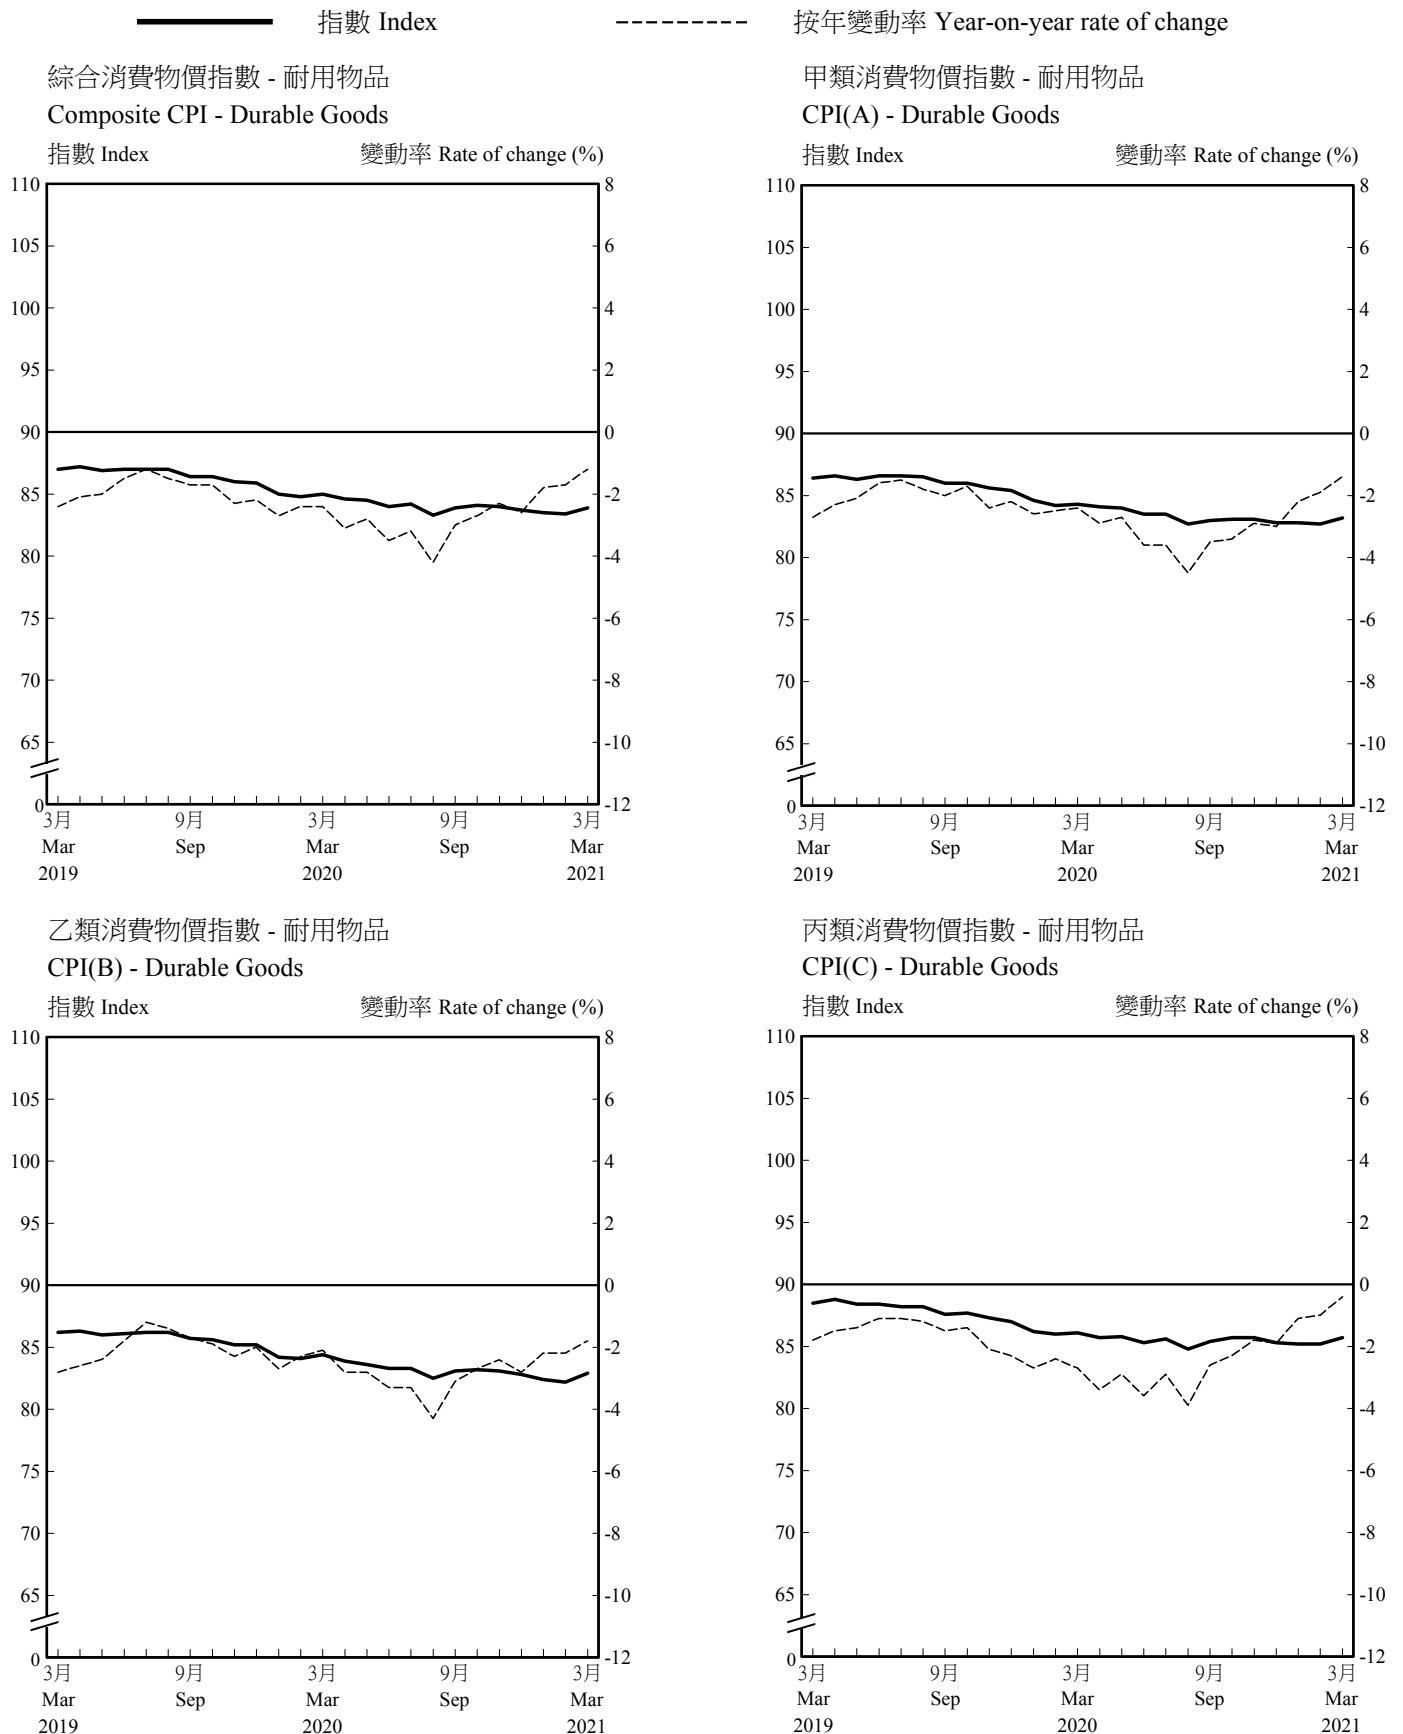 指數 Index 按年變動率 Year-on-year rate of change
綜合消費物價指數 - 耐用物品
Composite CPI - Durable Goods
指數 Index 變動率 Rate of change (%)
110 8
105 6
100 4
95 2
90 0
85 -2
80 -4
75 -6
70 -8
65 -10
0 -12
3月 9月 3月 9月 3月
Mar Sep Mar Sep Mar
2019 2020 2021
甲類消費物價指數 - 耐用物品
CPI(A) - Durable Goods
指數 Index 變動率 Rate of change (%)
110 8
105 6
100 4
95 2
90 0
85 -2
80 -4
75 -6
70 -8
65 -10
0 -12
3月 9月 3月 9月 3月
Mar Sep Mar Sep Mar
2019 2020 2021
乙類消費物價指數 - 耐用物品
CPI(B) - Durable Goods
指數 Index 變動率 Rate of change (%)
110 8
105 6
100 4
95 2
90 0
85 -2
80 -4
75 -6
70 -8
65 -10
0 -12
3月 9月 3月 9月 3月
Mar Sep Mar Sep Mar
2019 2020 2021
丙類消費物價指數 - 耐用物品
CPI(C) - Durable Goods
指數 Index 變動率 Rate of change (%)
110 8
105 6
100 4
95 2
90 0
85 -2
80 -4
75 -6
70 -8
65 -10
0 -12
3月 9月 3月 9月 3月
Mar Sep Mar Sep Mar
2019 2020 2021